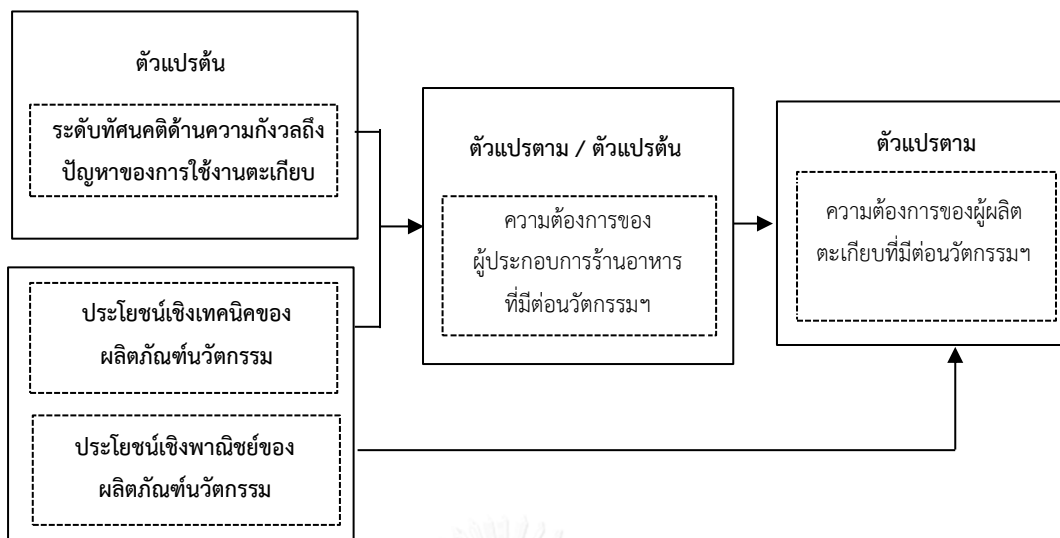 ตัวแปรต้น
ระดับทัศนคติด้านความกังวลถึง
ปัญหาของการใช้งานตะเกียบ
ประโยชน์เชิงเทคนิคของ
ผลิตภัณฑ์นวัตกรรม
ประโยชน์เชิงพาณิชย์ของ
ผลิตภัณฑ์นวัตกรรม
ตัวแปรตาม / ตัวแปรต้น
ความต้องการของ
ผู้ประกอบการร้านอาหาร
ที่มีต่อนวัตกรรมฯ
ตัวแปรตาม
ความต้องการของผู้ผลิต
ตะเกียบที่มีต่อนวัตกรรมฯ